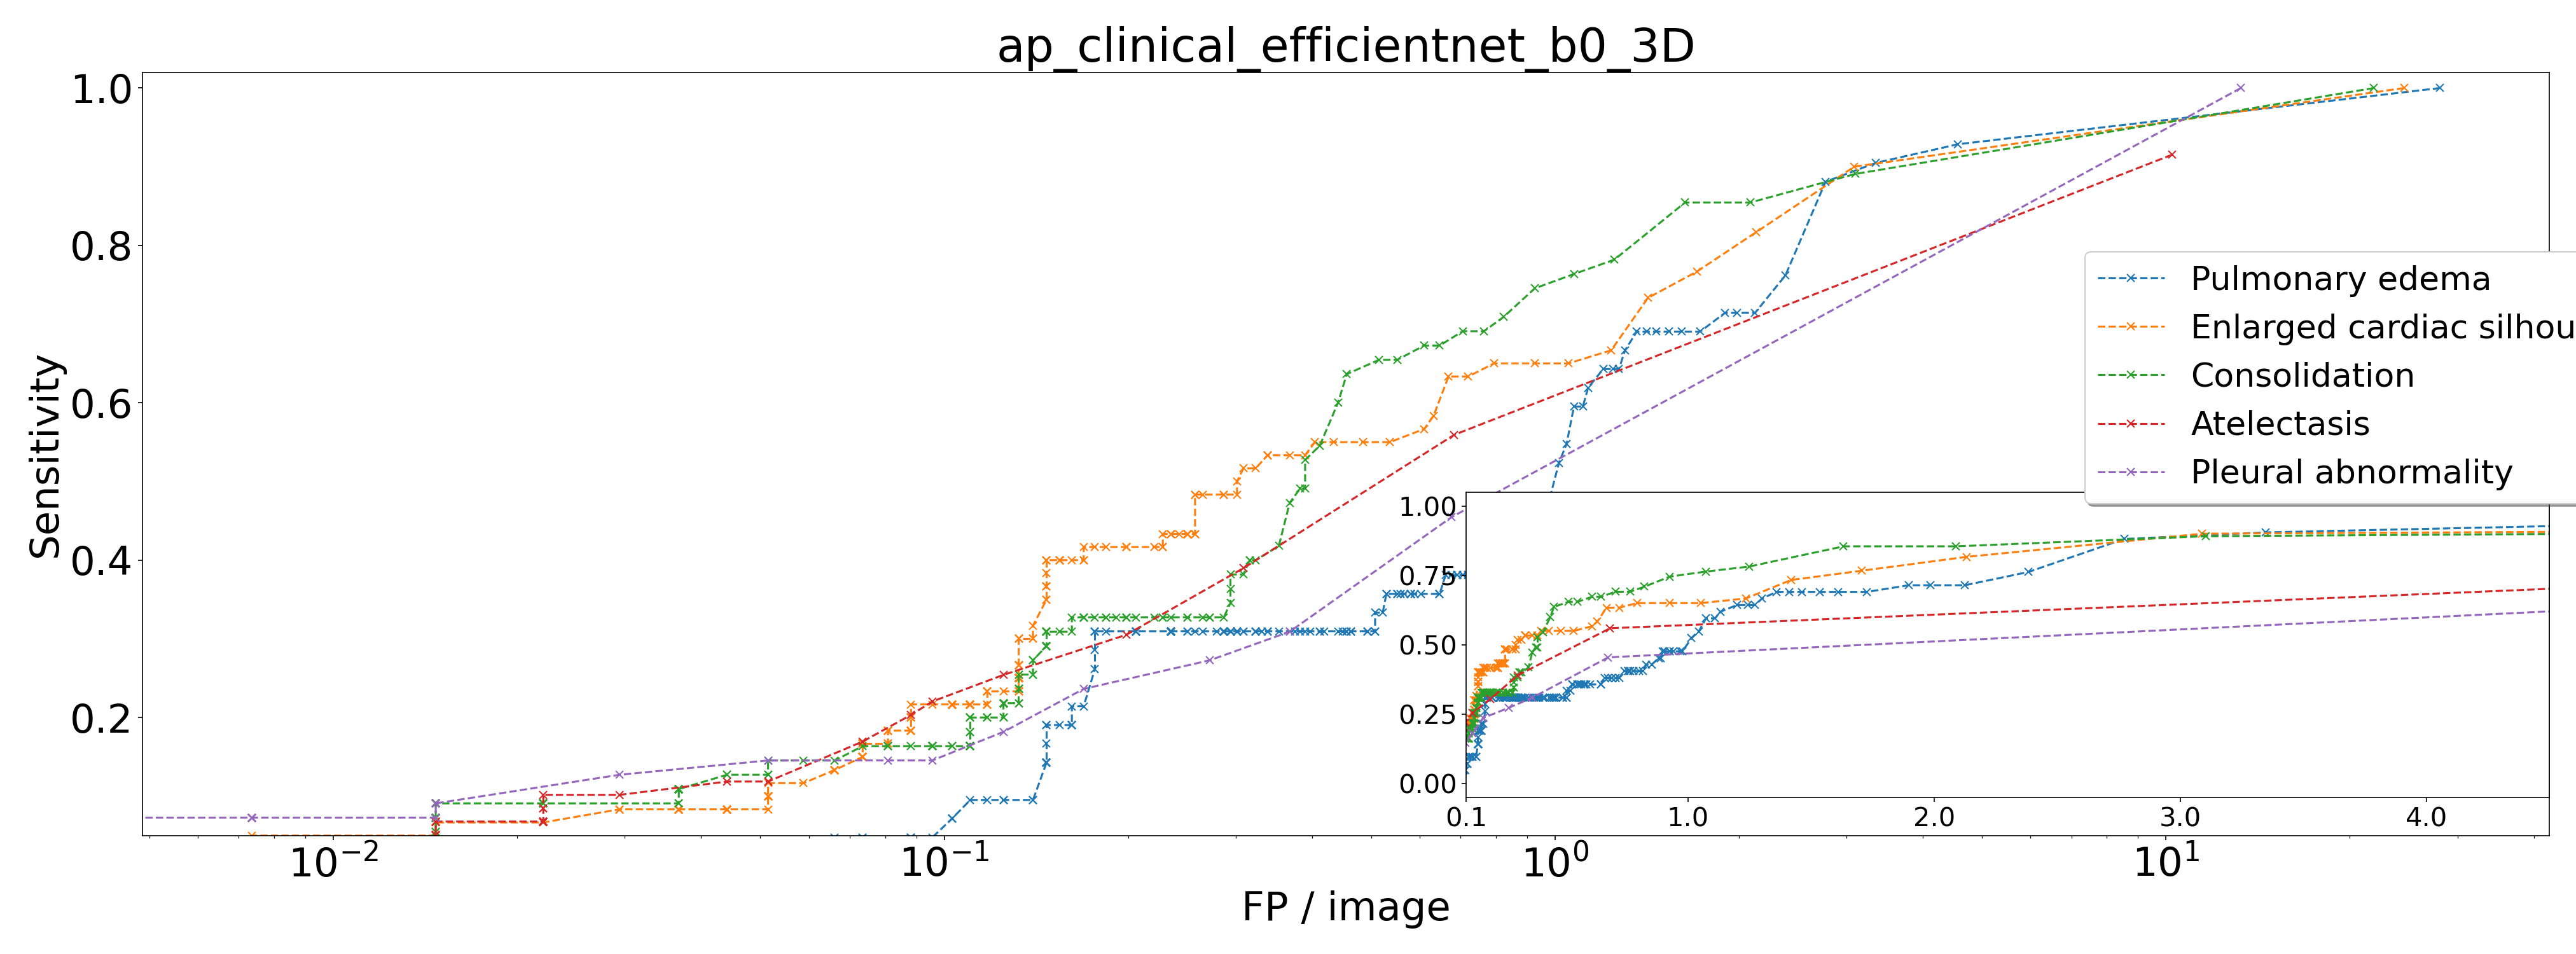 ap_clinical_efficientnet_b0_3D
Sensitivity
1.0
0.8
0.6
0.4
0.2
10⁻²
10⁻¹
10⁰
10¹
FP / image
Pulmonary edema
Enlarged cardiac silhou
Consolidation
Atelectasis
Pleural abnormality
1.00
0.75
0.50
0.25
0.00
0.1
1.0
2.0
3.0
4.0